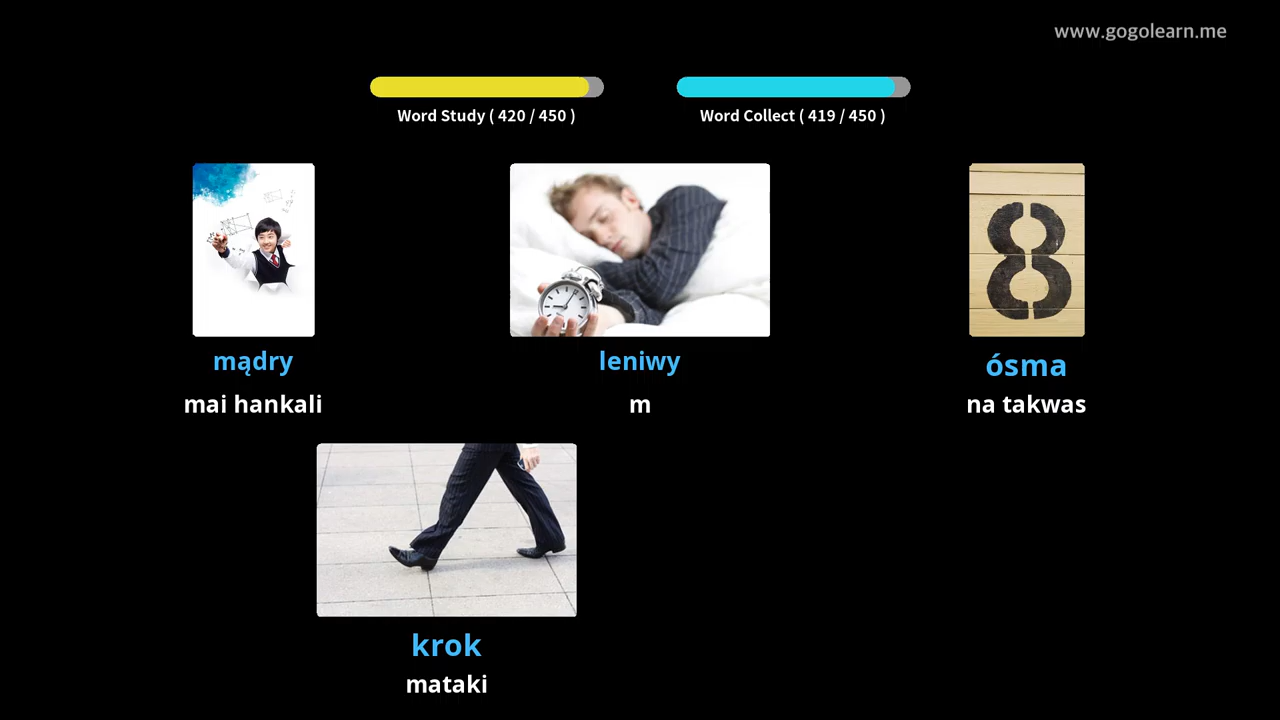 www.gogolearn.me
Word Study ( 420 / 450 )
Word Collect ( 419 / 450 )
mądry
leniwy
ósma
mai hankali
m
na takwas
8
krok
mataki